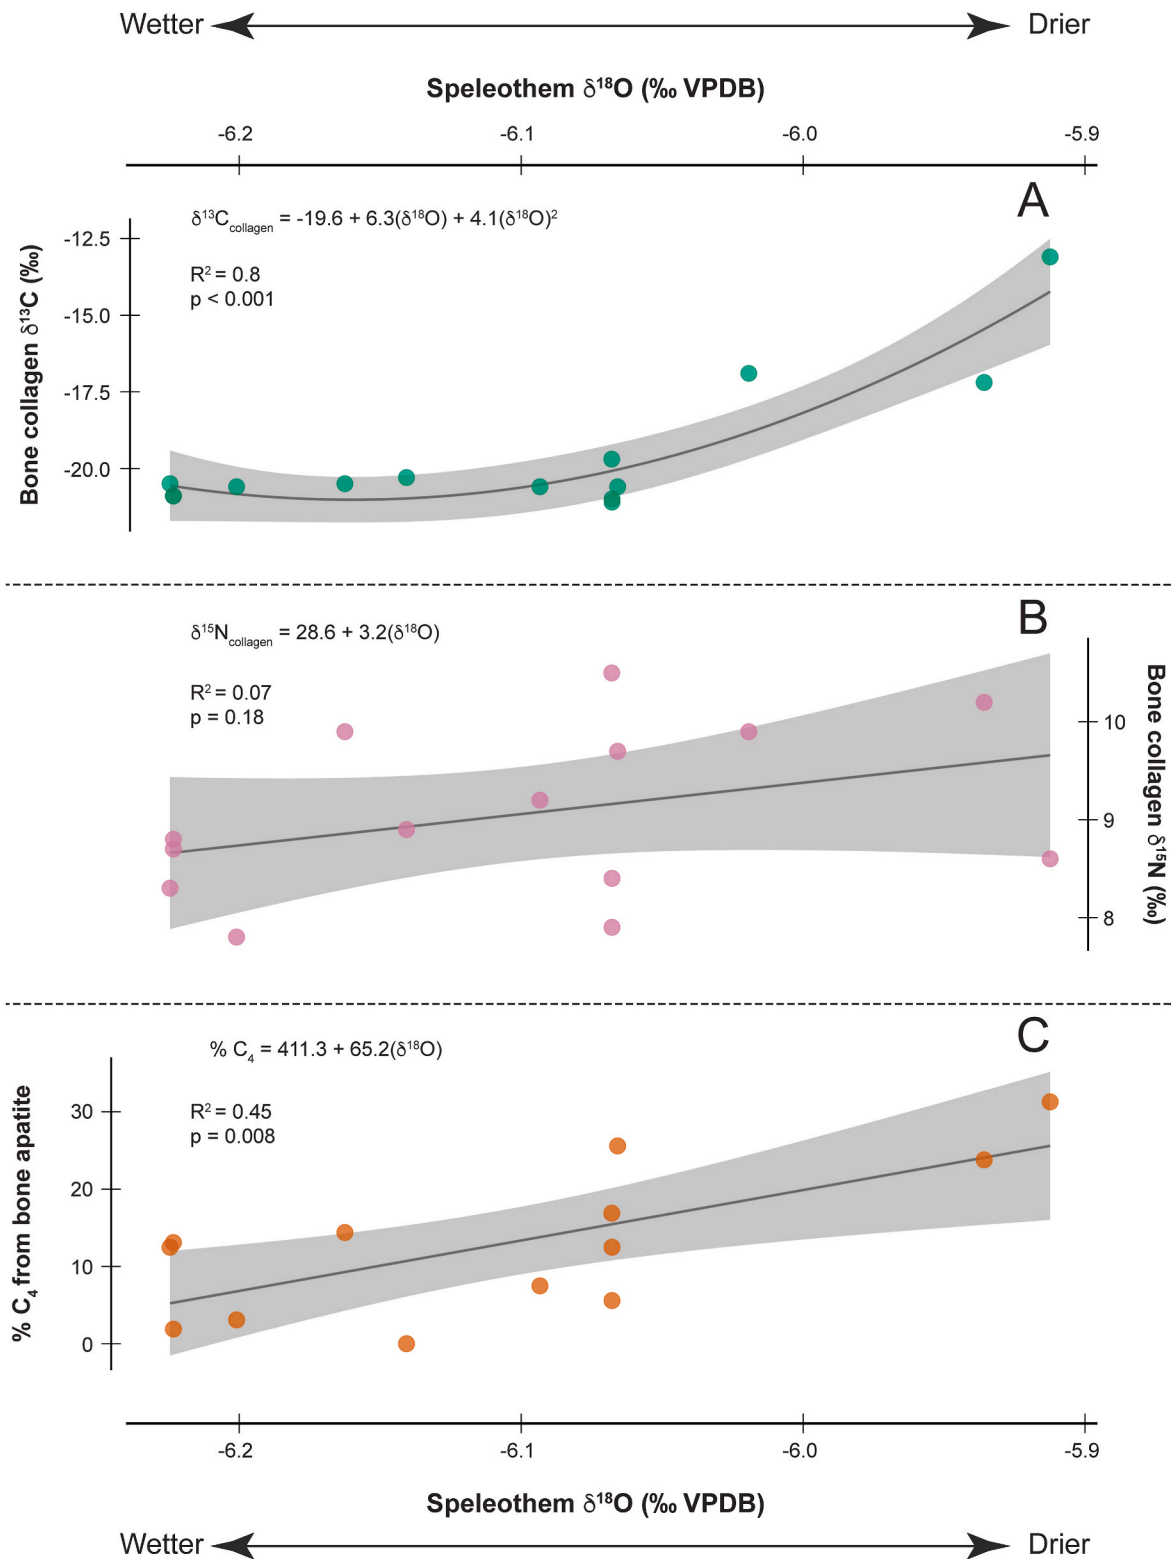 Wetter Drier
Speleothem δ¹⁸O (‰ VPDB)
-6.2 -6.1 -6.0 -5.9
A
δ¹³Ccollagen = -19.6 + 6.3(δ¹⁸O) + 4.1(δ¹⁸O)²
R² = 0.8
p < 0.001
Bone collagen δ¹³C (‰)
-12.5
-15.0
-17.5
-20.0
B
δ¹⁵Ncollagen = 28.6 + 3.2(δ¹⁸O)
R² = 0.07
p = 0.18
10
9
8
Bone collagen δ¹⁵N (‰)
C
% C₄ = 411.3 + 65.2(δ¹⁸O)
R² = 0.45
p = 0.008
% C₄ from bone apatite
30
20
10
0
-6.2 -6.1 -6.0 -5.9
Speleothem δ¹⁸O (‰ VPDB)
Wetter Drier